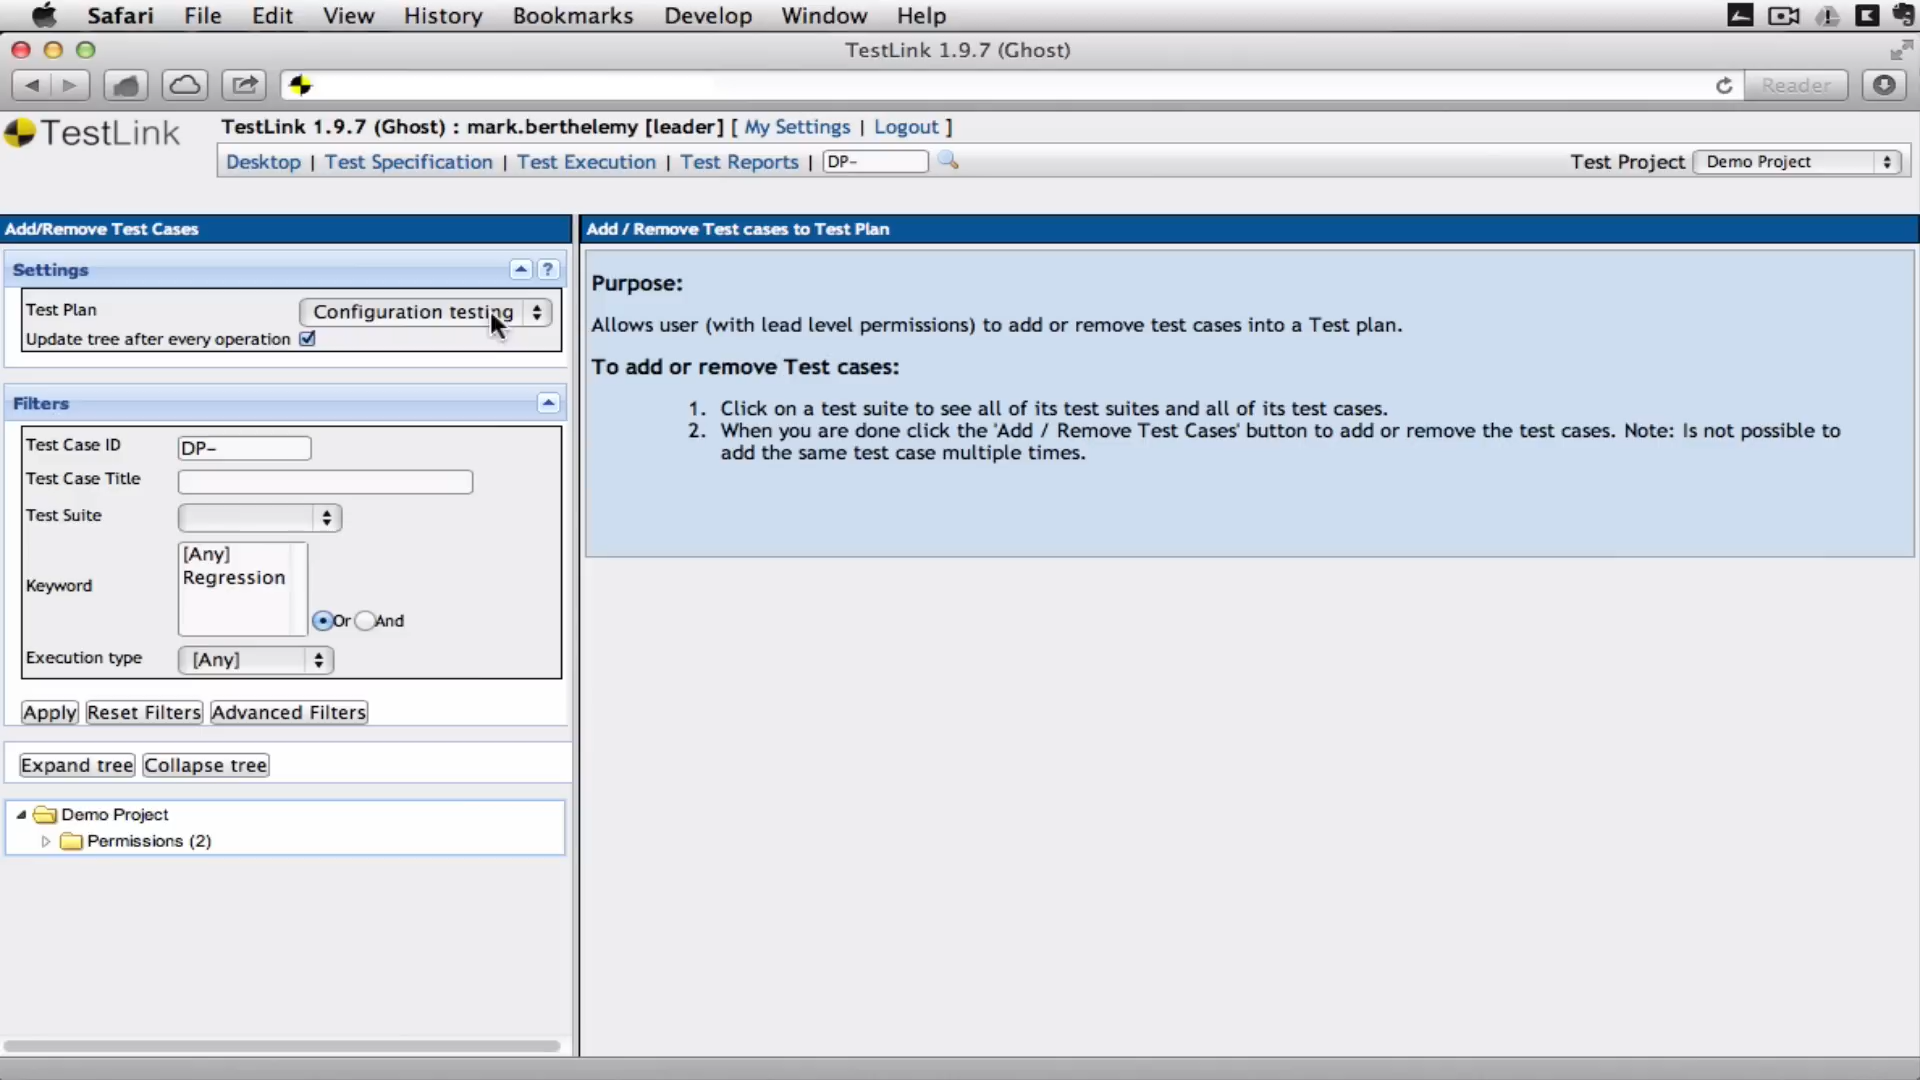 Safari File Edit View History Bookmarks Develop Window Help
TestLink 1.9.7 (Ghost)
Reader
TestLink
TestLink 1.9.7 (Ghost) : mark.berthelemy [leader] [ My Settings | Logout ]
Desktop | Test Specification | Test Execution | Test Reports | DP-
Test Project Demo Project
Add/Remove Test Cases
Settings ?
Test Plan Configuration testing
Update tree after every operation
Filters
Test Case ID DP-
Test Case Title
Test Suite
Keyword
[Any]
Regression
Or And
Execution type [Any]
Apply Reset Filters Advanced Filters
Expand tree Collapse tree
Demo Project
Permissions (2)
Add / Remove Test cases to Test Plan
Purpose:
Allows user (with lead level permissions) to add or remove test cases into a Test plan.
To add or remove Test cases:
1. Click on a test suite to see all of its test suites and all of its test cases.
2. When you are done click the 'Add / Remove Test Cases' button to add or remove the test cases. Note: Is not possible to
add the same test case multiple times.